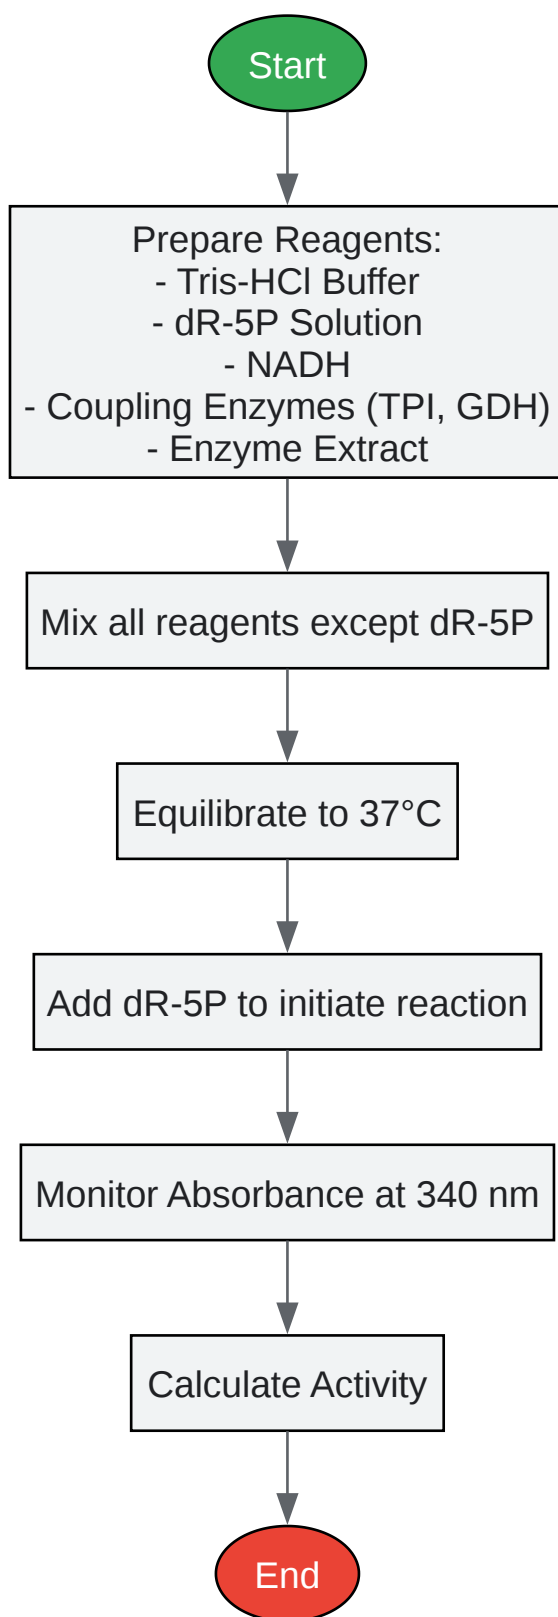 Start
Prepare Reagents:
- Tris-HCl Buffer
- dR-5P Solution
- NADH
- Coupling Enzymes (TPI, GDH)
- Enzyme Extract
Mix all reagents except dR-5P
Equilibrate to 37°C
Add dR-5P to initiate reaction
Monitor Absorbance at 340 nm
Calculate Activity
End